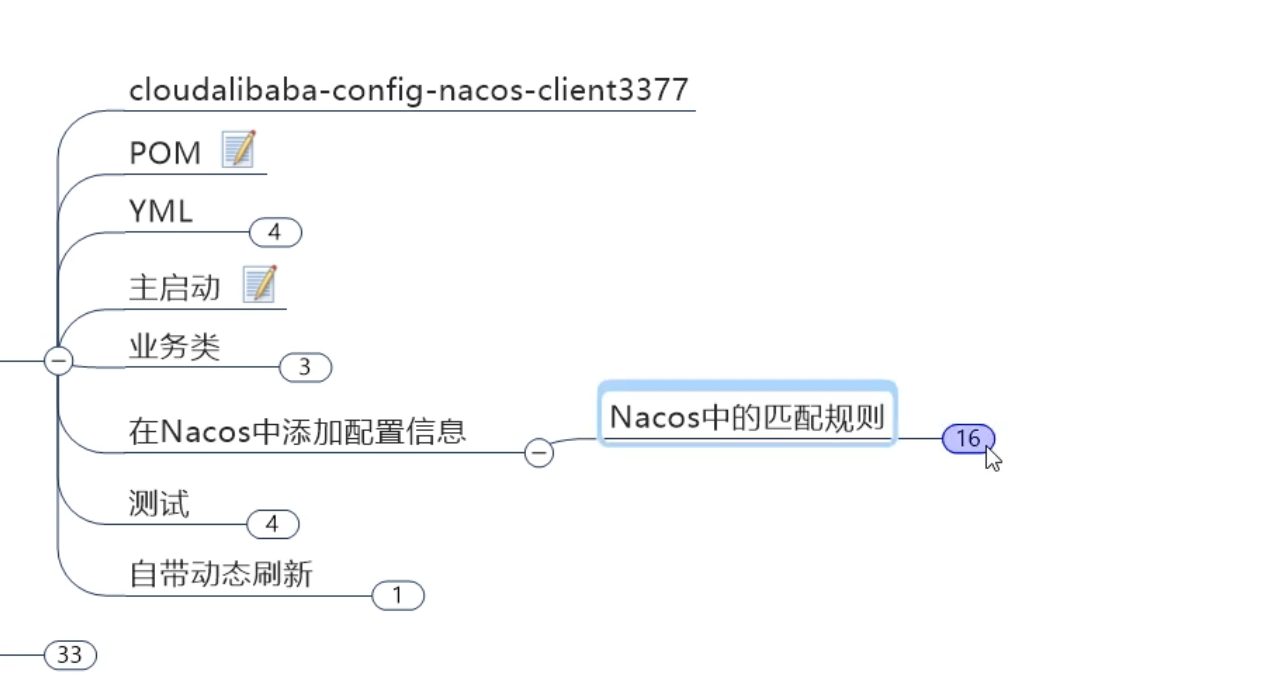 cloudalibaba-config-nacos-client3377
POM
YML
4
主启动
业务类
3
在Nacos中添加配置信息
Nacos中的匹配规则
16
测试
4
自带动态刷新
1
33